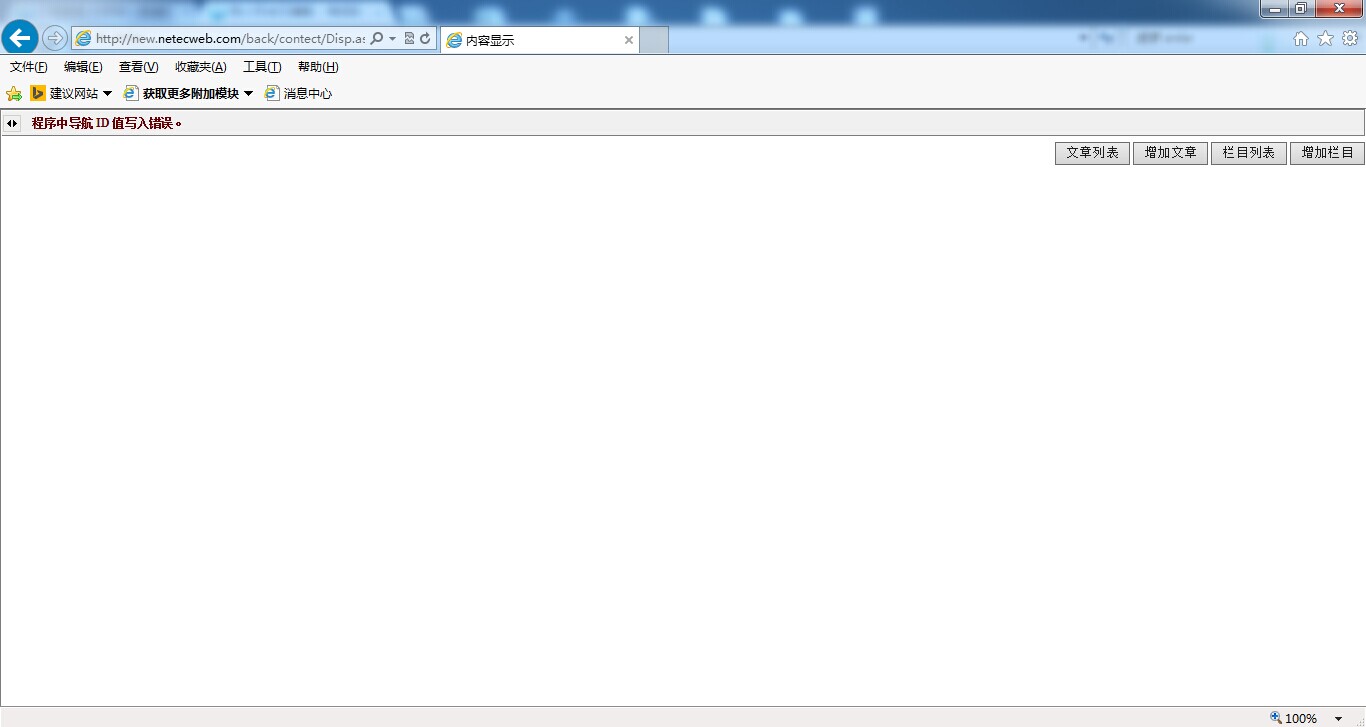 http://new.netecweb.com/back/contect/Disp.as
内容显示
文件(F) 编辑(E) 查看(V) 收藏夹(A) 工具(T) 帮助(H)
建议网站 获取更多附加模块 消息中心
程序中导航 ID 值写入错误。
文章列表 增加文章 栏目列表 增加栏目
100%